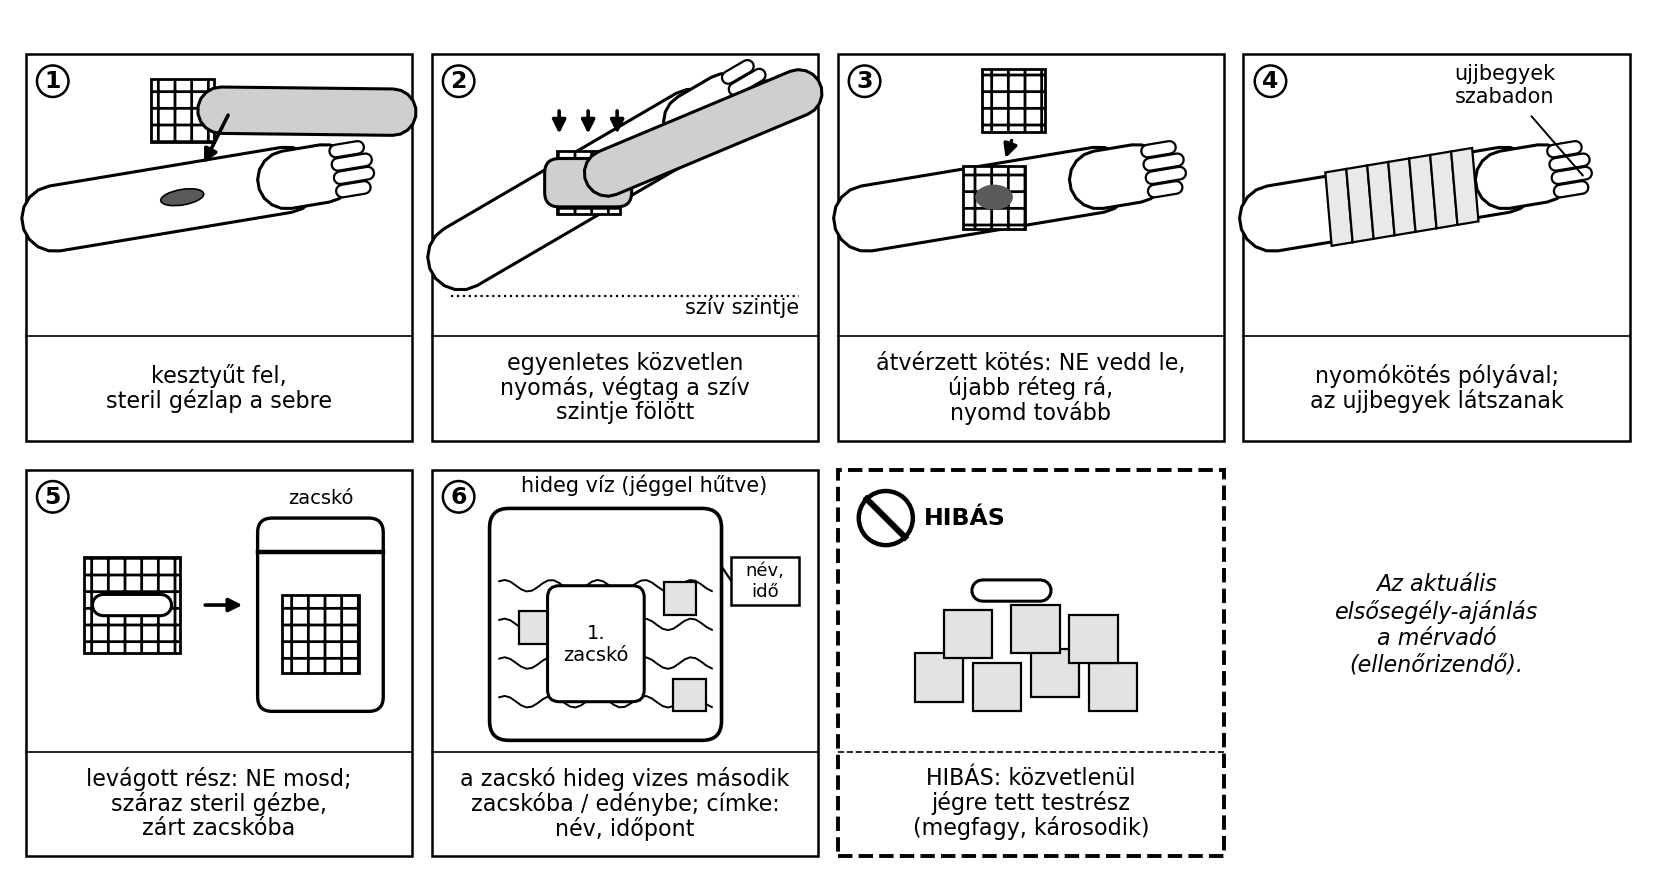 1
kesztyűt fel,
steril gézlap a sebre
2
szív szintje
egyenletes közvetlen
nyomás, végtag a szív
szintje fölött
3
átvérzett kötés: NE vedd le,
újabb réteg rá,
nyomd tovább
4
ujjbegyek
szabadon
nyomókötés pólyával;
az ujjbegyek látszanak
5
zacskó
levágott rész: NE mosd;
száraz steril gézbe,
zárt zacskóba
6
hideg víz (jéggel hűtve)
név,
idő
1.
zacskó
a zacskó hideg vizes második
zacskóba / edénybe; címke:
név, időpont
HIBÁS
HIBÁS: közvetlenül
jégre tett testrész
(megfagy, károsodik)
Az aktuális
elsősegély-ajánlás
a mérvadó
(ellenőrizendő).